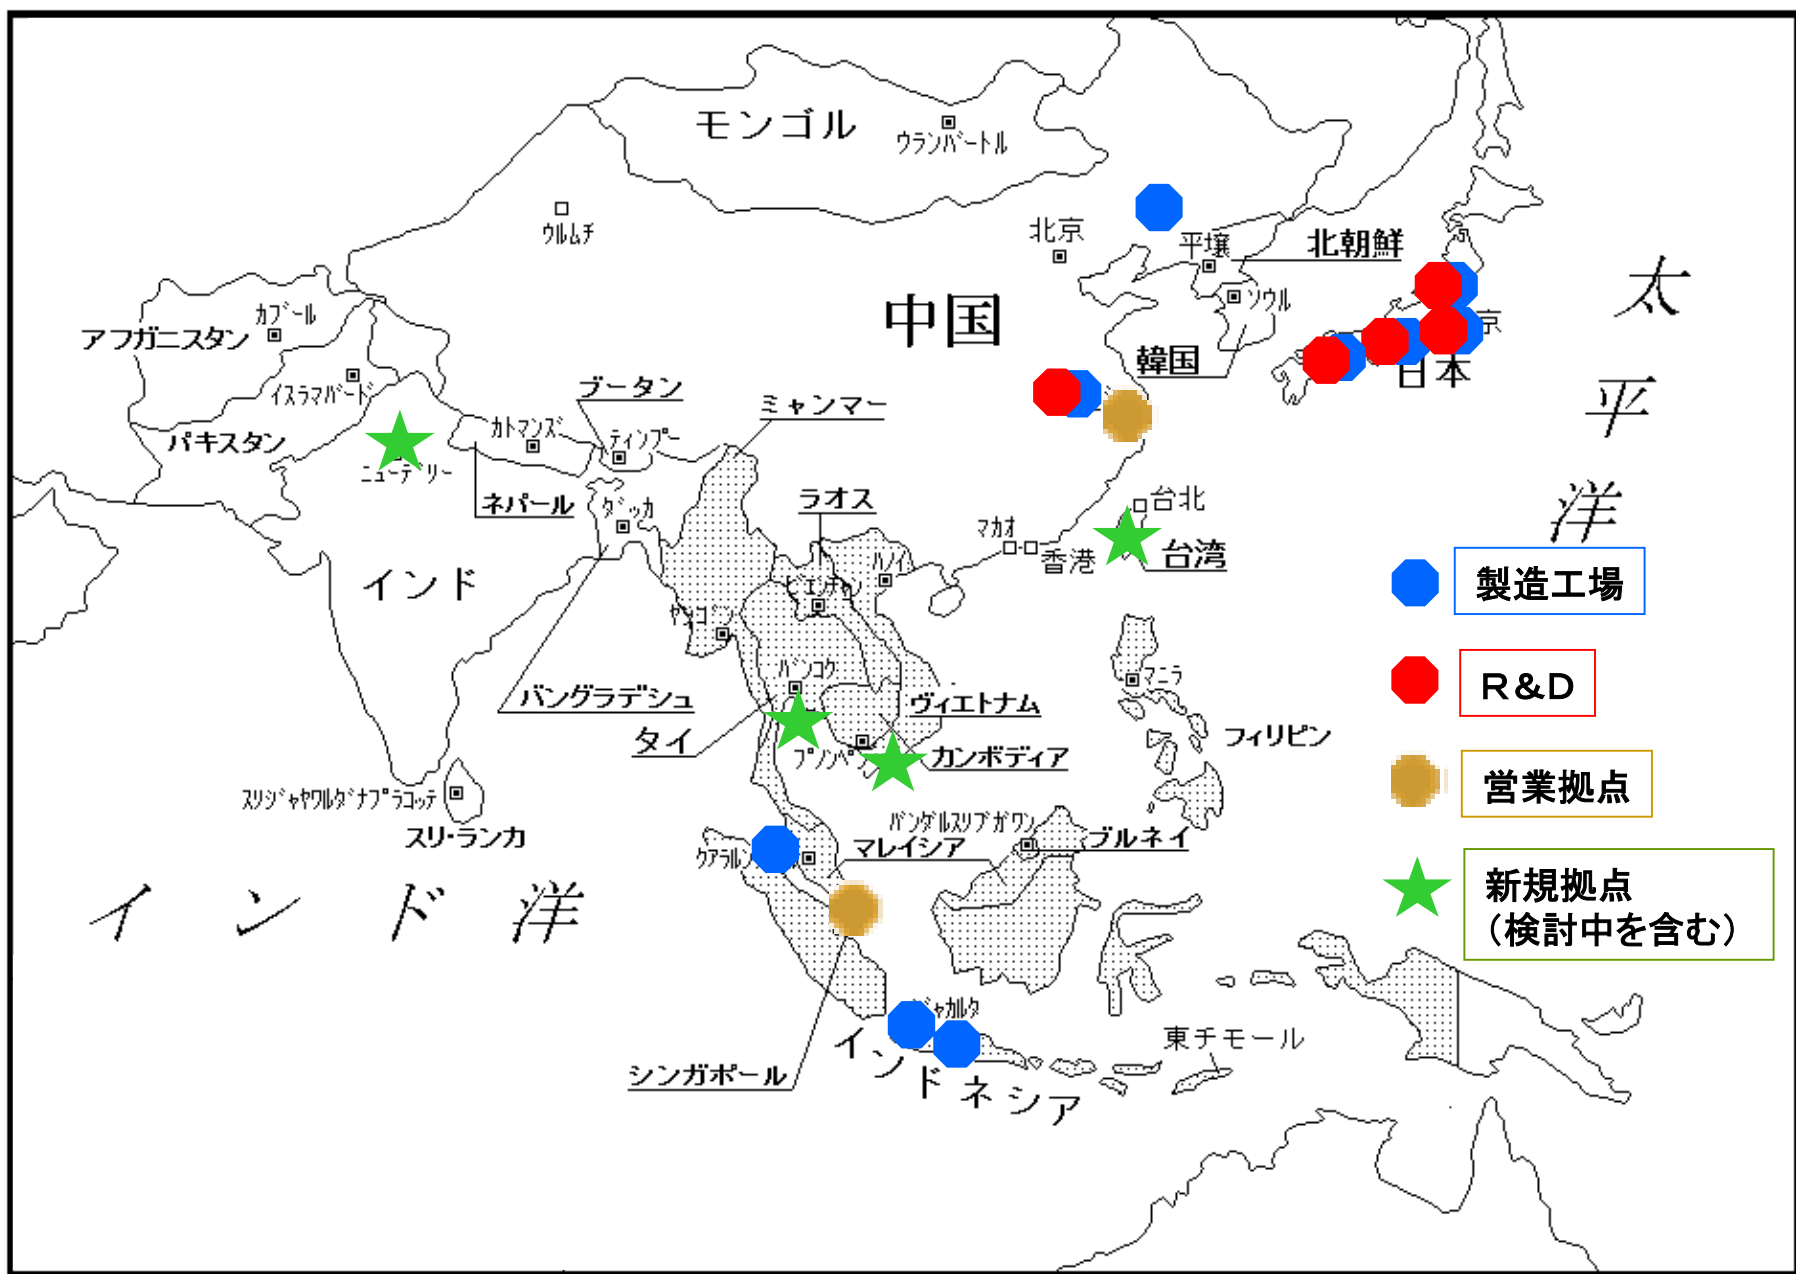 モンゴル
ウランバートル
ウルムチ
北京
平壌
北朝鮮
ソウル
韓国
中国
京
日本
太平洋
カブール
アフガニスタン
イスラマバード
パキスタン
ニューデリー
カトマンズ
ネパール
ブータン
ティンプー
ミャンマー
ダッカ
ラオス
ハノイ
マカオ
香港
台北
台湾
インド
ビエンチャン
ヤンゴン
バングラデシュ
バンコク
タイ
ヴィエトナム
プノンペン
カンボディア
マニラ
フィリピン
スリジャヤワルダナプラコッテ
スリ・ランカ
バンダルスリブガワン
ブルネイ
クアラルン
マレイシア
インド洋
シンガポール
ジャカルタ
インドネシア
東チモール
製造工場
R&D
営業拠点
新規拠点
（検討中を含む）